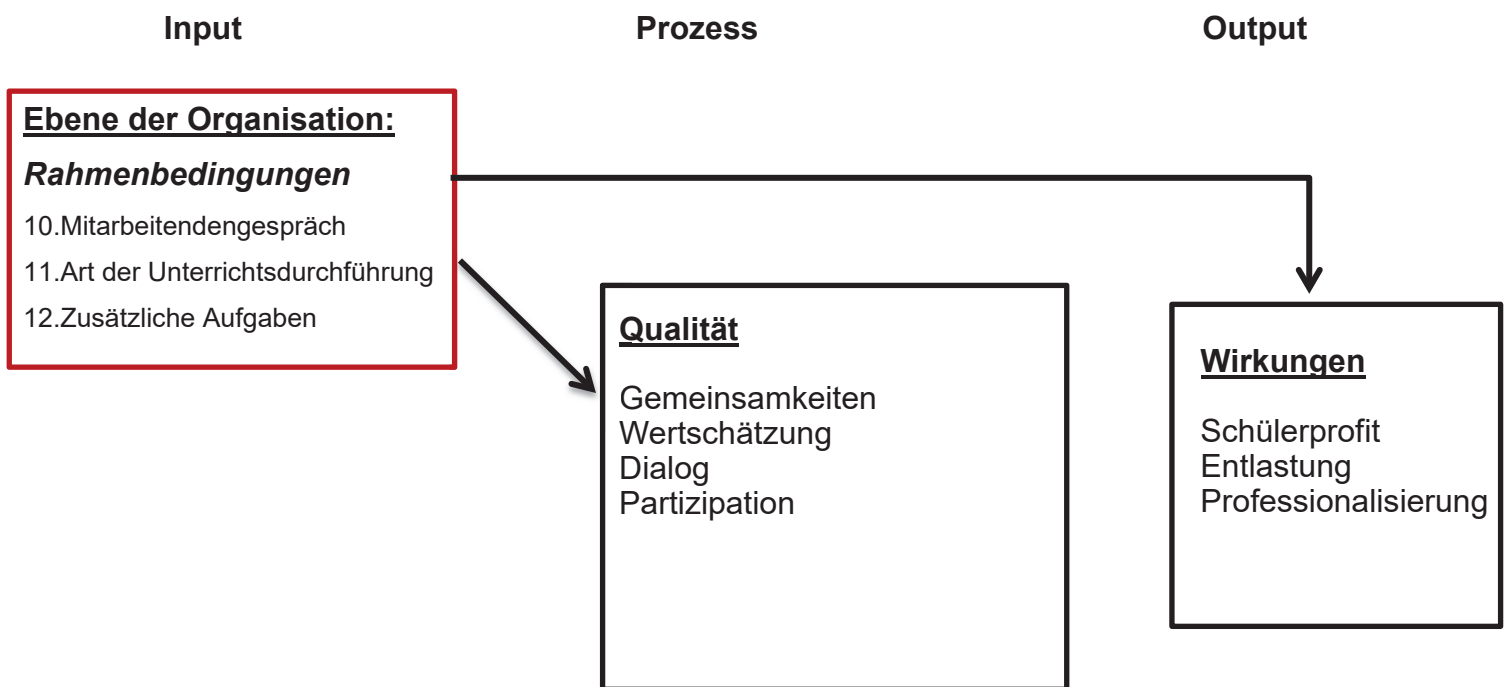 Input Prozess Output
Ebene der Organisation:
Rahmenbedingungen
10.Mitarbeitendengespräch
11.Art der Unterrichtsdurchführung
12.Zusätzliche Aufgaben
Qualität
Gemeinsamkeiten
Wertschätzung
Dialog
Partizipation
Wirkungen
Schülerprofit
Entlastung
Professionalisierung